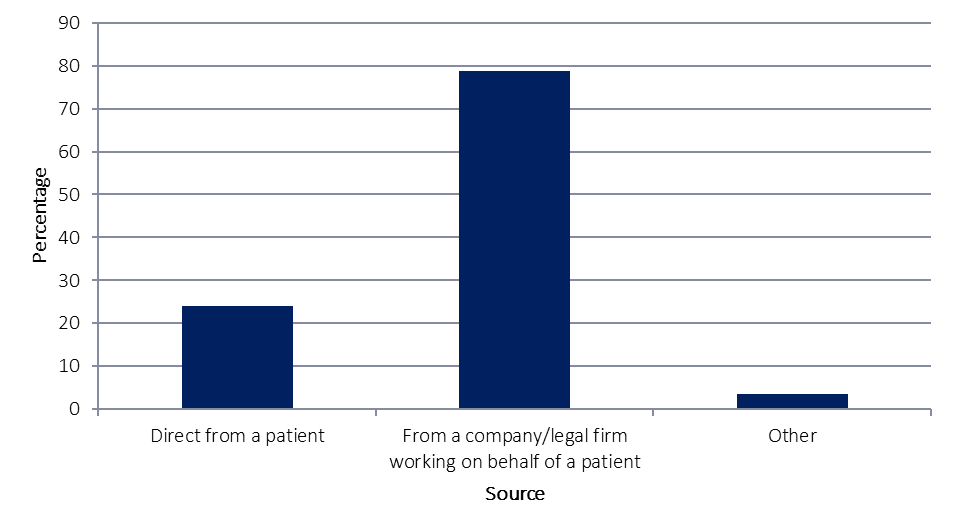 90
80
70
60
50
40
30
20
10
0
Percentage
Direct from a patient
From a company/legal firm
working on behalf of a patient
Other
Source